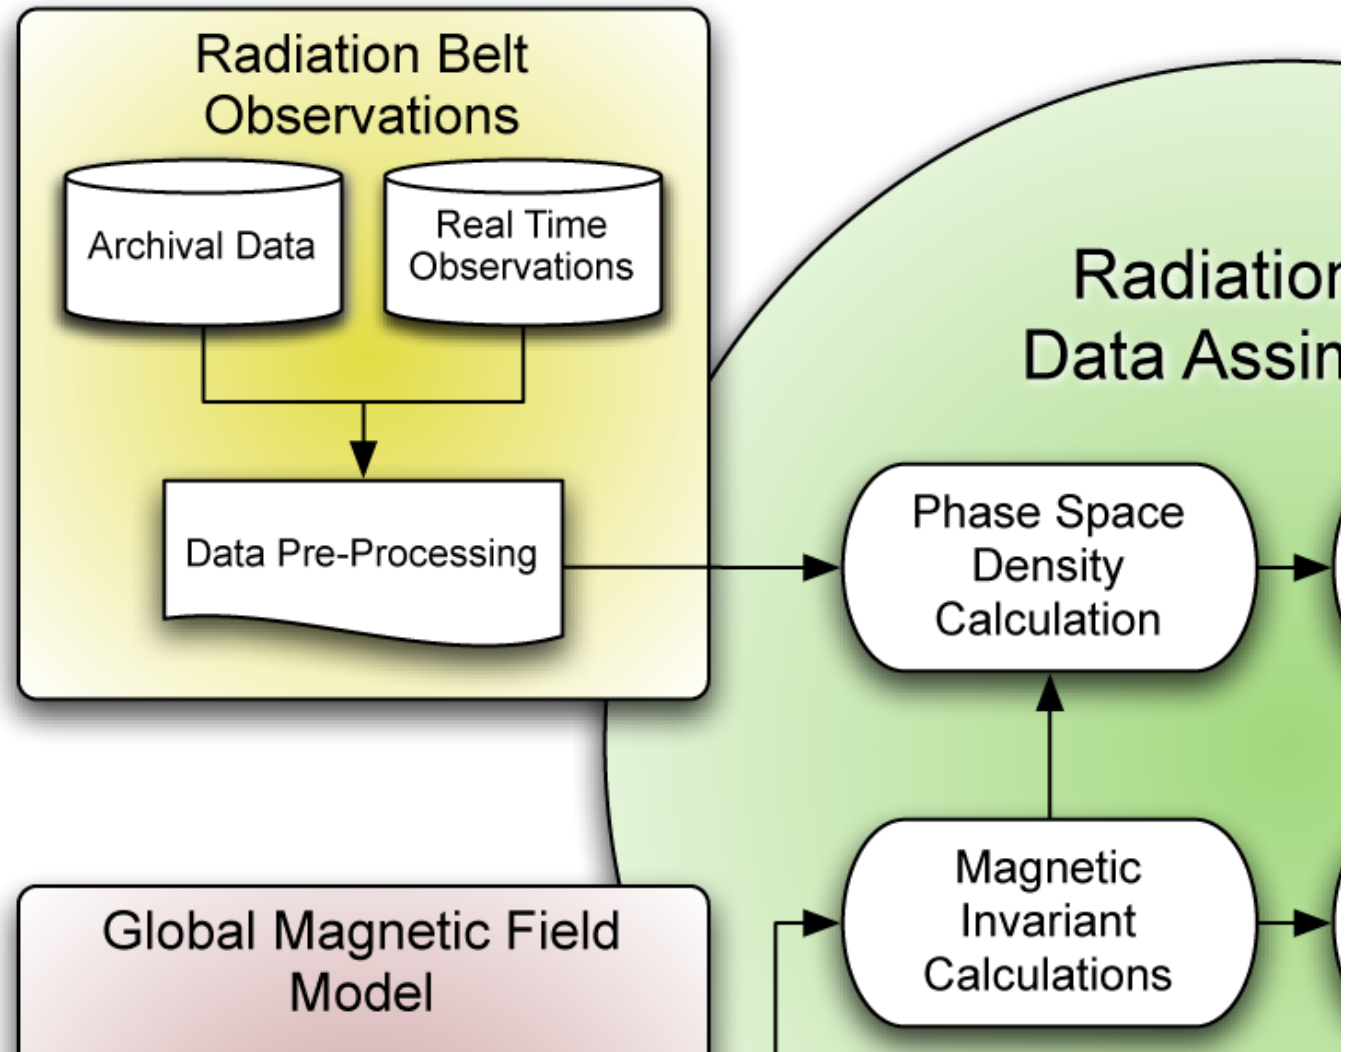 Radiation Belt
Observations
Archival Data
Real Time
Observations
Data Pre-Processing
Data
Phase Space
Density
Calculation
Magnetic
Invariant
Calculations
Global Magnetic Field
Model